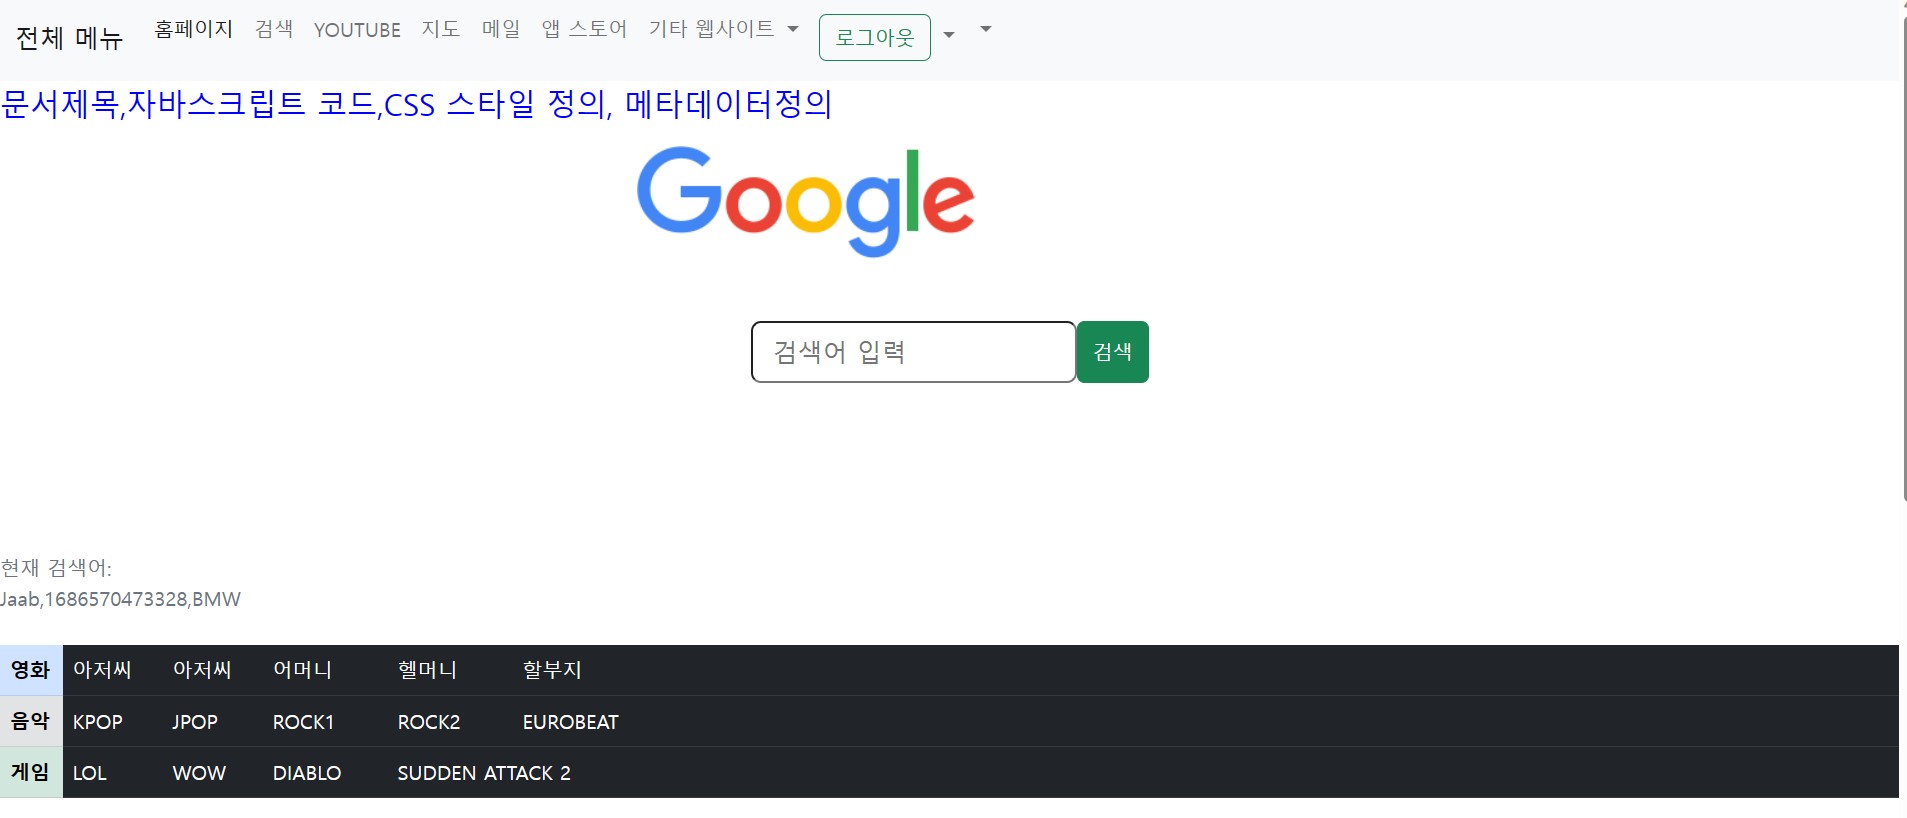 전체 메뉴 홈페이지 검색 YOUTUBE 지도 메일 앱 스토어 기타 웹사이트 로그아웃
문서제목,자바스크립트 코드,CSS 스타일 정의, 메타데이터정의
Google
검색어 입력 검색
현재 검색어:
Jaab,1686570473328,BMW
영화 아저씨 아저씨 어머니 헬머니 할부지
음악 KPOP JPOP ROCK1 ROCK2 EUROBEAT
게임 LOL WOW DIABLO SUDDEN ATTACK 2